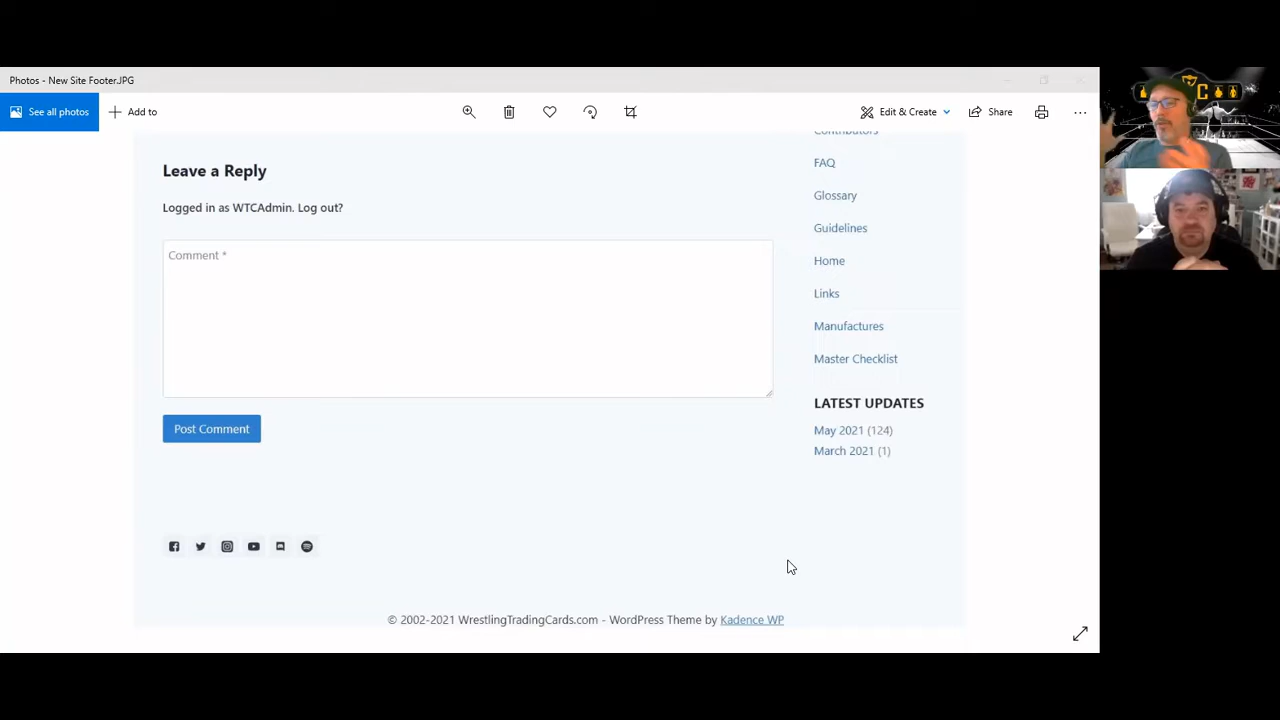 Photos - New Site Footer.JPG
See all photos
Add to
Edit & Create
Share
Contributors
Leave a Reply
FAQ
Logged in as WTCAdmin. Log out?
Glossary
Guidelines
Comment *
Home
Links
Manufactures
Master Checklist
LATEST UPDATES
Post Comment
May 2021 (124)
March 2021 (1)
© 2002-2021 WrestlingTradingCards.com - WordPress Theme by Kadence WP
C